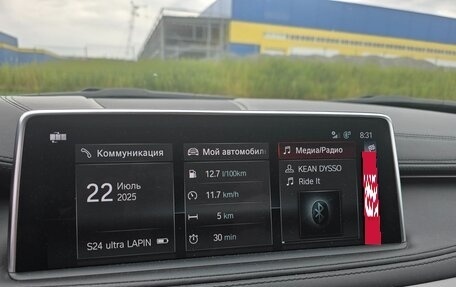 8:31
Коммуникация
Мой автомобил
Медиа/Радио
22 Июль
2025
S24 ultra LAPIN
12.7 l/100km
11.7 km/h
5 km
30 min
KEAN DYSSO
Ride It